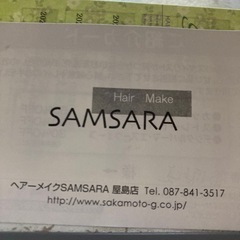 Hair Make
SAMSARA
ヘアーメイクSAMSARA 屋島店 Tel. 087-841-3517
http://www.sakamoto-g.co.jp/